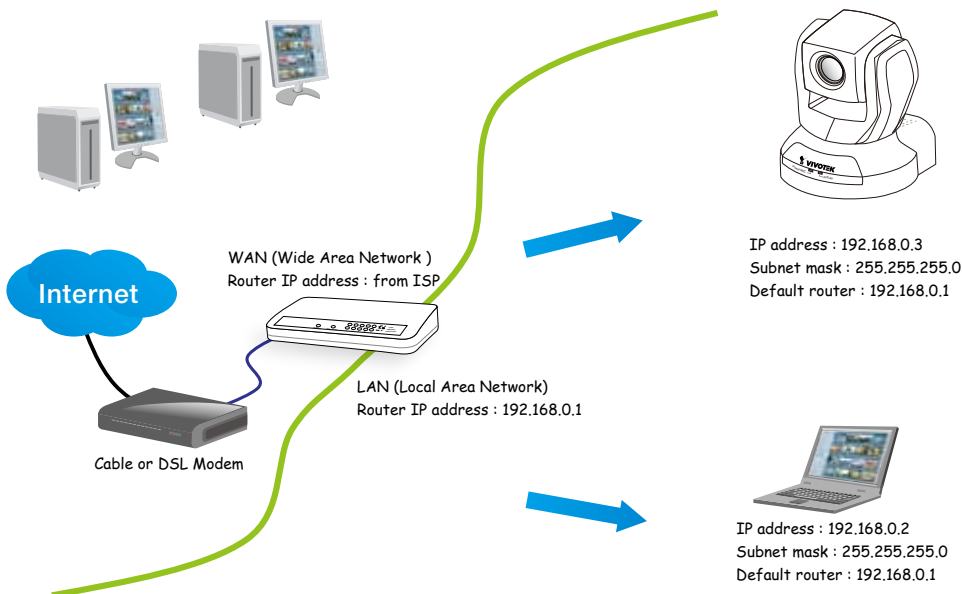 VIVOTEK
IP address : 192.168.0.3
Subnet mask : 255.255.255.0
Default router : 192.168.0.1
WAN (Wide Area Network )
Router IP address : from ISP
Internet
LAN (Local Area Network)
Router IP address : 192.168.0.1
Cable or DSL Modem
IP address : 192.168.0.2
Subnet mask : 255.255.255.0
Default router : 192.168.0.1